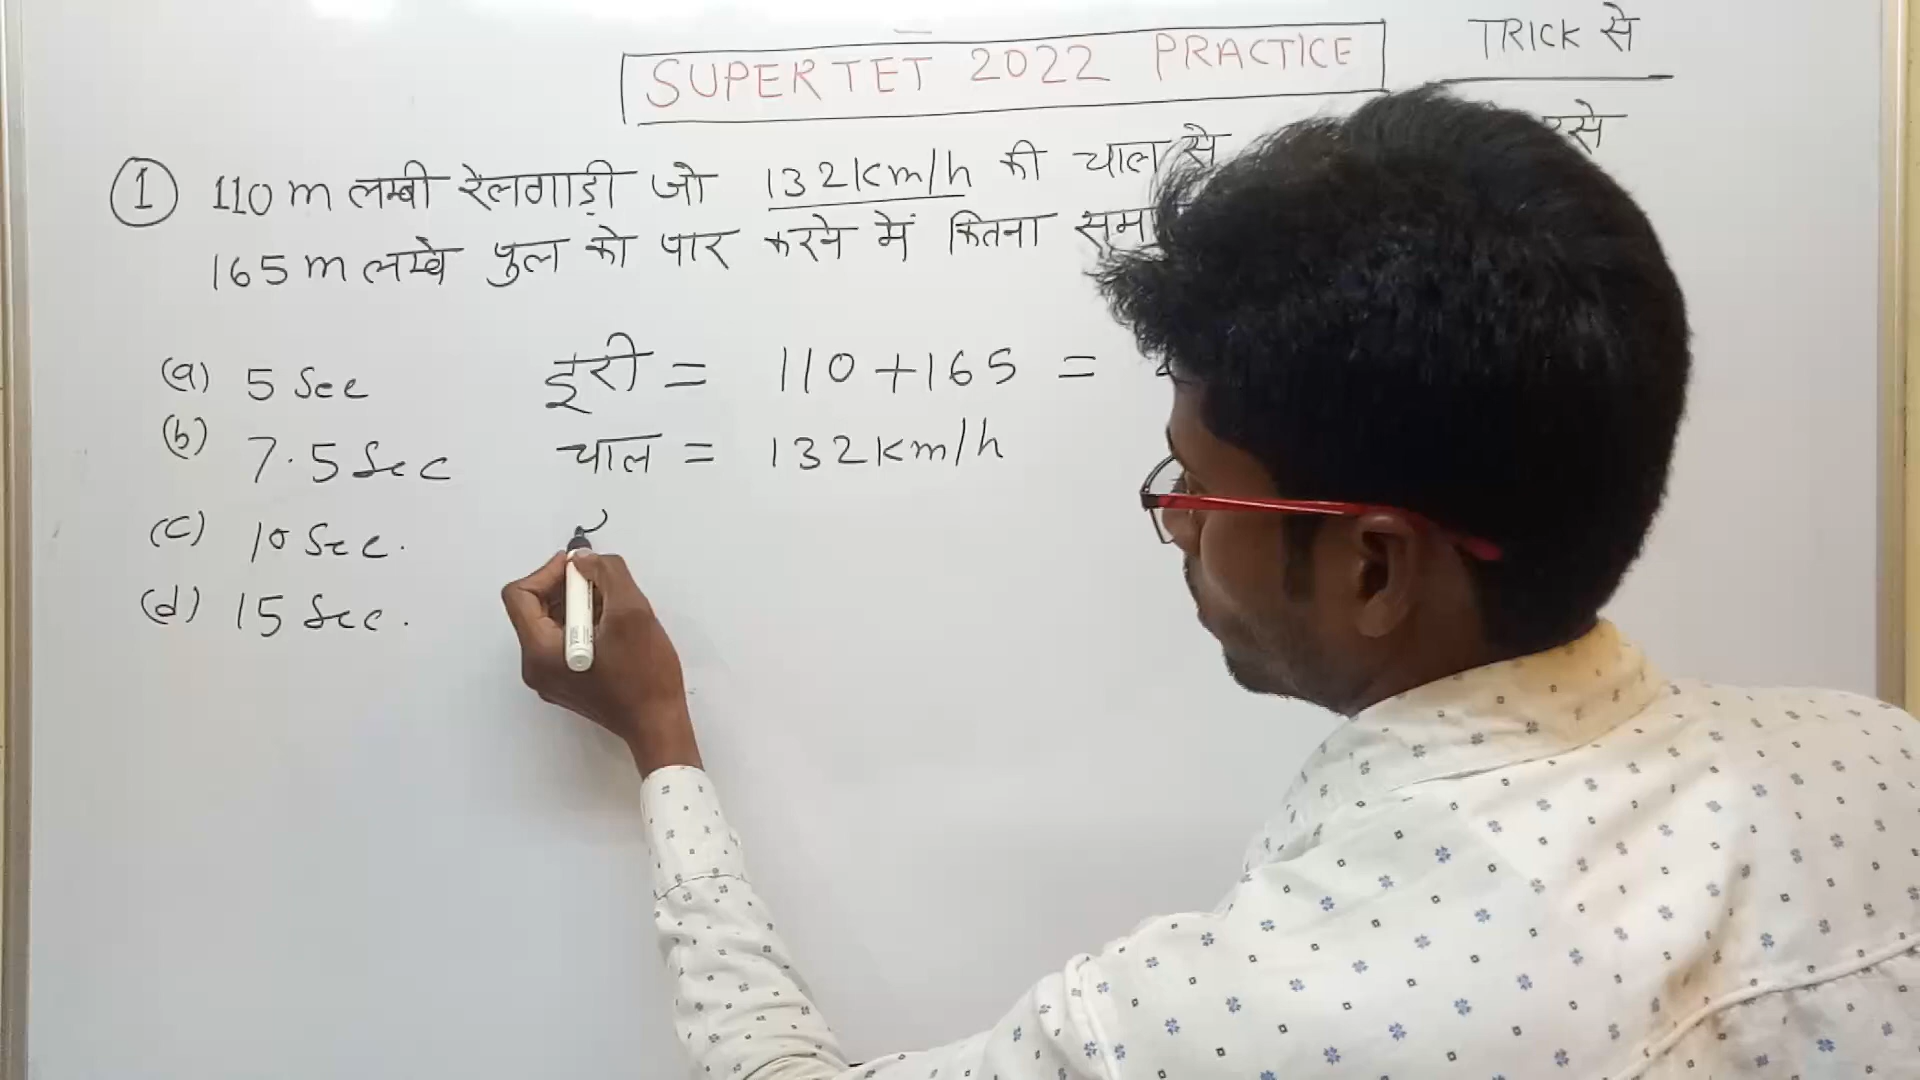 SUPERTET 2022 PRACTICE
TRICK से
① 110 m लम्बी रेलगाड़ी जो 132 km/h की चाल से
165 m लम्बे पुल को पार करने में कितना
(a) 5 Sec
(b) 7.5 Sec
(c) 10 Sec.
(d) 15 Sec.
दूरी = 110 + 165 =
चाल = 132 km/h